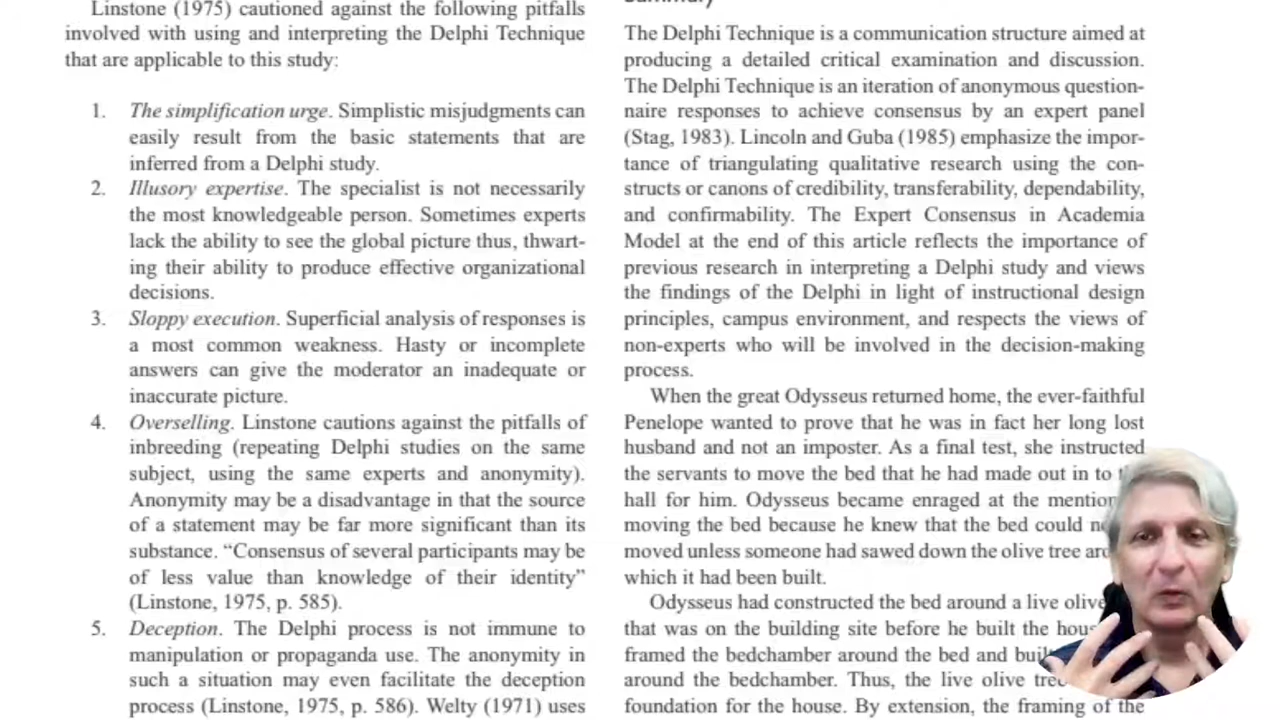 Linstone (1975) cautioned against the following pitfalls
involved with using and interpreting the Delphi Technique
that are applicable to this study:
1. The simplification urge. Simplistic misjudgments can
easily result from the basic statements that are
inferred from a Delphi study.
2. Illusory expertise. The specialist is not necessarily
the most knowledgeable person. Sometimes experts
lack the ability to see the global picture thus, thwart-
ing their ability to produce effective organizational
decisions.
3. Sloppy execution. Superficial analysis of responses is
a most common weakness. Hasty or incomplete
answers can give the moderator an inadequate or
inaccurate picture.
4. Overselling. Linstone cautions against the pitfalls of
inbreeding (repeating Delphi studies on the same
subject, using the same experts and anonymity).
Anonymity may be a disadvantage in that the source
of a statement may be far more significant than its
substance. “Consensus of several participants may be
of less value than knowledge of their identity”
(Linstone, 1975, p. 585).
5. Deception. The Delphi process is not immune to
manipulation or propaganda use. The anonymity in
such a situation may even facilitate the deception
process (Linstone, 1975, p. 586). Welty (1971) uses
Summary
The Delphi Technique is a communication structure aimed at
producing a detailed critical examination and discussion.
The Delphi Technique is an iteration of anonymous question-
naire responses to achieve consensus by an expert panel
(Stag, 1983). Lincoln and Guba (1985) emphasize the impor-
tance of triangulating qualitative research using the con-
structs or canons of credibility, transferability, dependability,
and confirmability. The Expert Consensus in Academia
Model at the end of this article reflects the importance of
previous research in interpreting a Delphi study and views
the findings of the Delphi in light of instructional design
principles, campus environment, and respects the views of
non-experts who will be involved in the decision-making
process.
When the great Odysseus returned home, the ever-faithful
Penelope wanted to prove that he was in fact her long lost
husband and not an imposter. As a final test, she instructed
the servants to move the bed that he had made out in to
hall for him. Odysseus became enraged at the mention
moving the bed because he knew that the bed could
moved unless someone had sawed down the olive tree
which it had been built.
Odysseus had constructed the bed around a live olive
that was on the building site before he built the
framed the bedchamber around the bed and
around the bedchamber. Thus, the live olive
foundation for the house. By extension, the framing of the